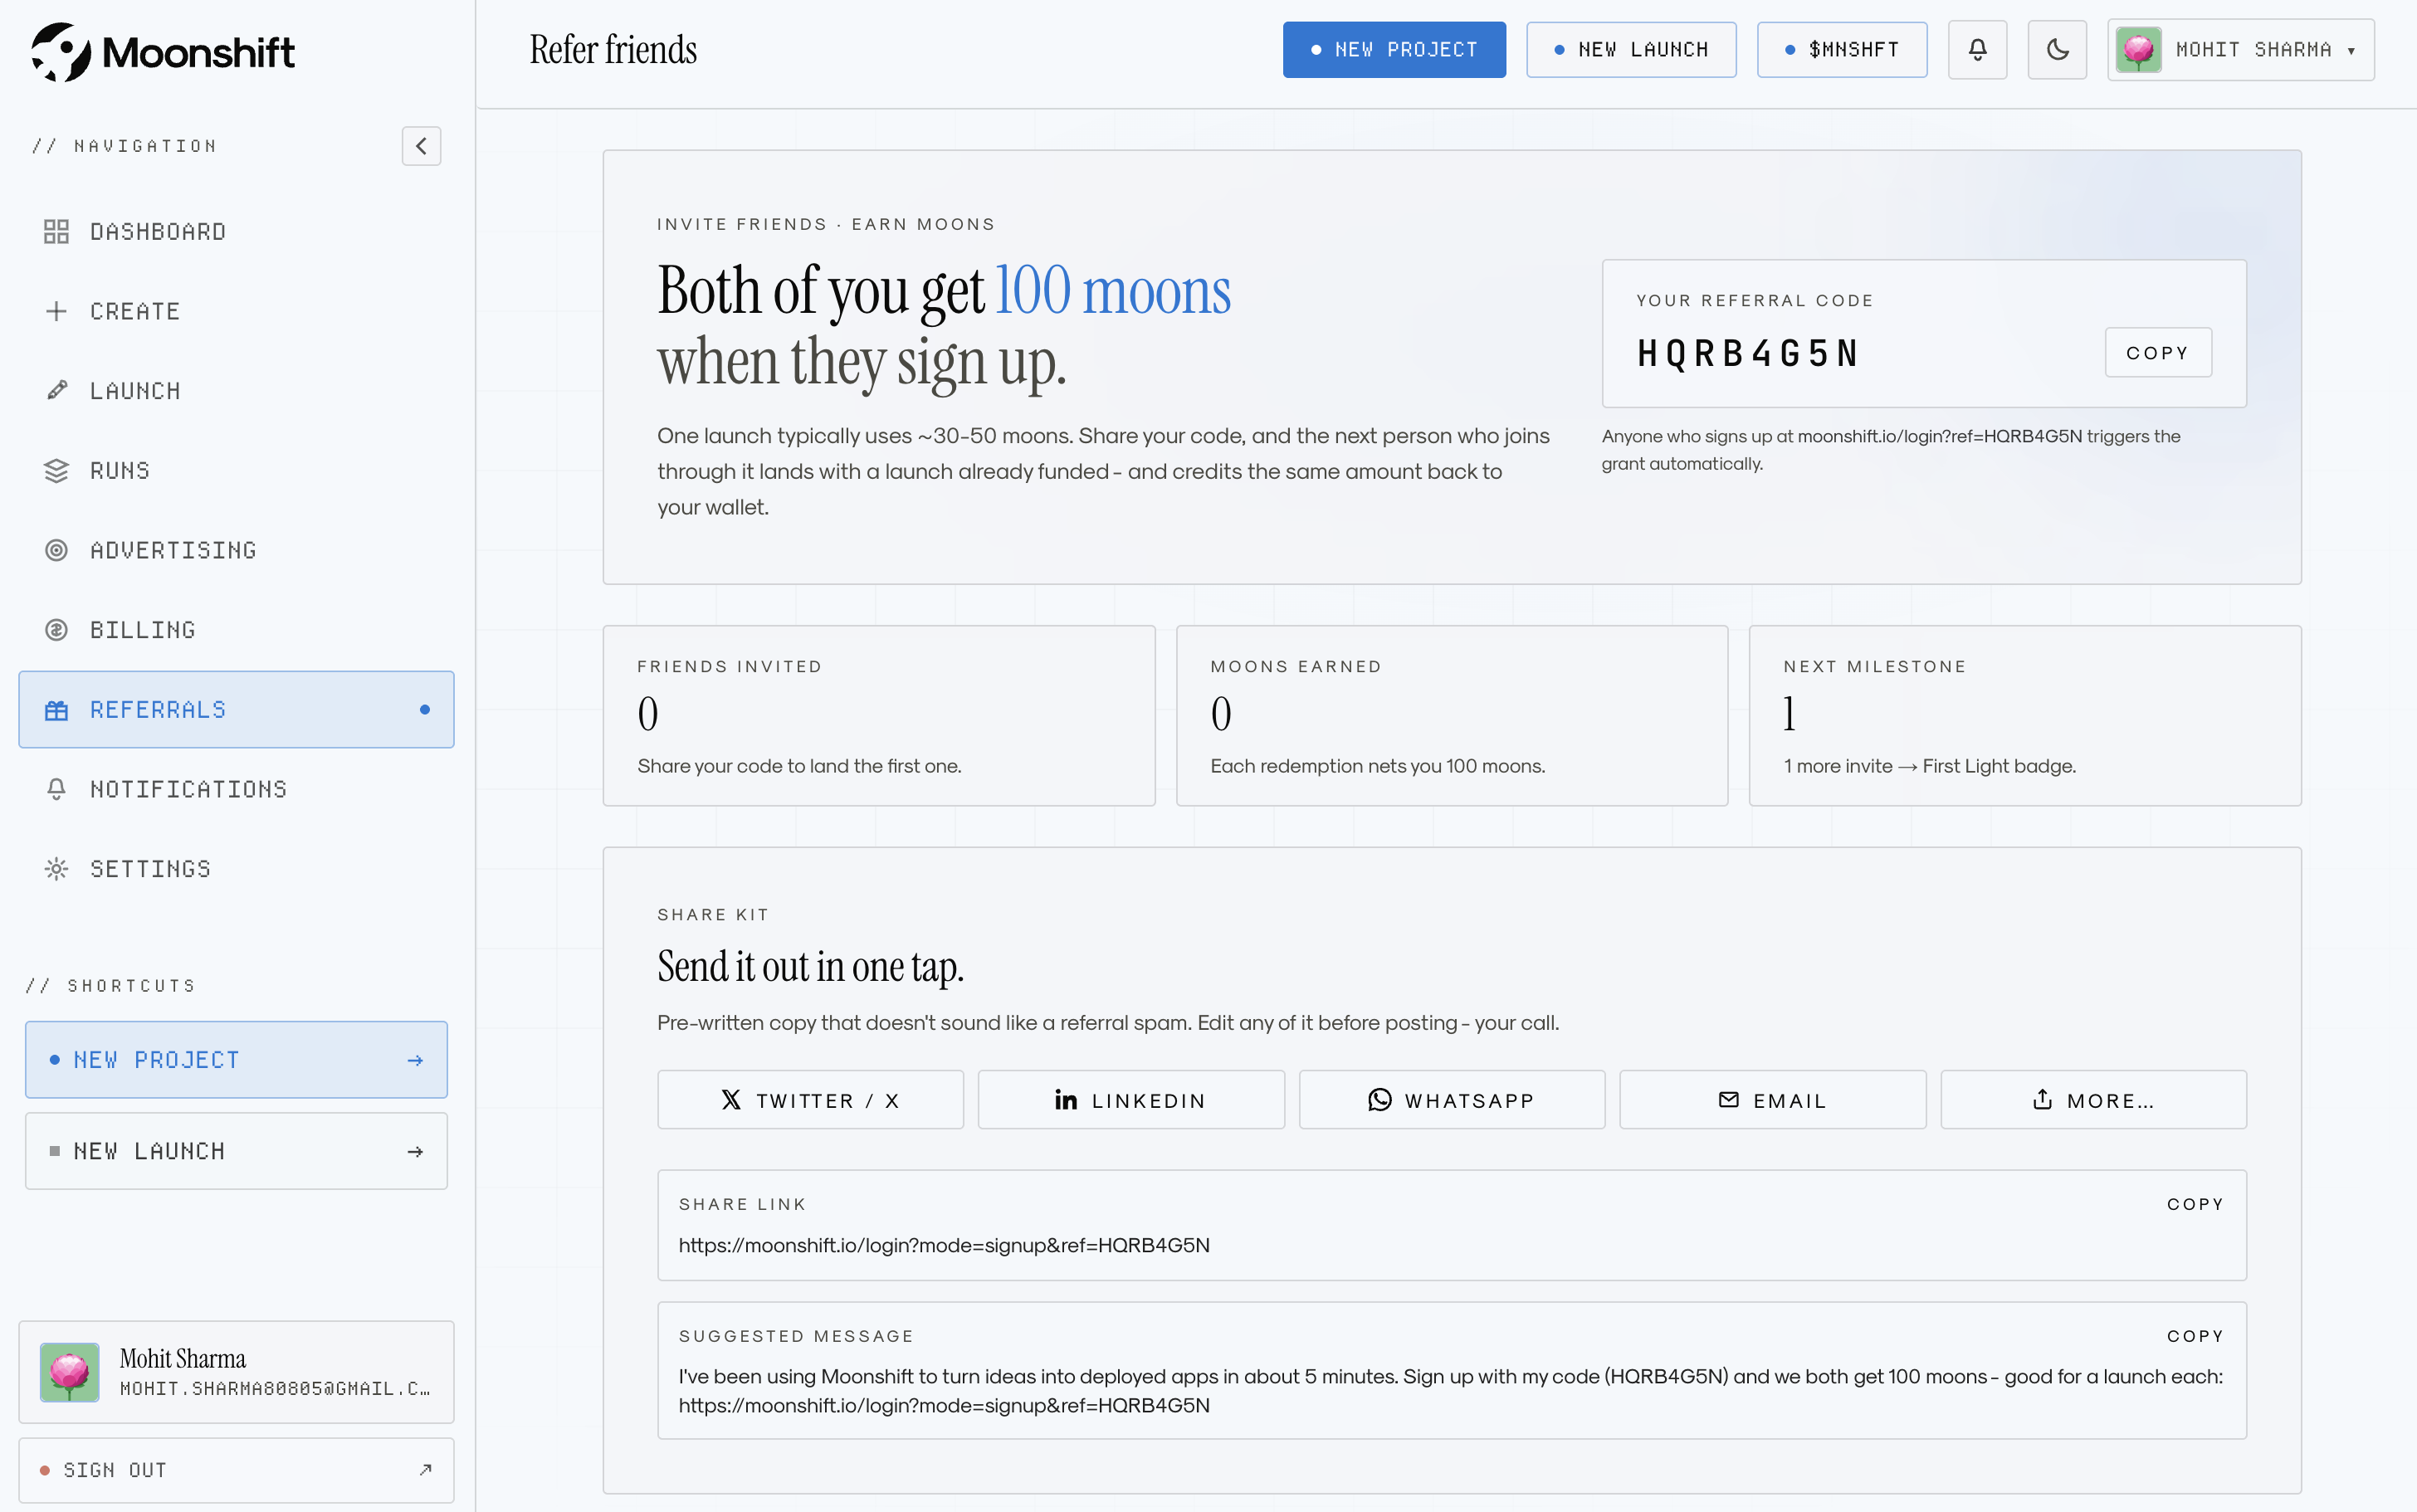 Moonshift
// NAVIGATION
DASHBOARD
CREATE
LAUNCH
RUNS
ADVERTISING
BILLING
REFERRALS
NOTIFICATIONS
SETTINGS
// SHORTCUTS
NEW PROJECT →
NEW LAUNCH →
Mohit Sharma
MOHIT.SHARMA80805@GMAIL.C…
SIGN OUT ↗
Refer friends
NEW PROJECT
NEW LAUNCH
$MNSHFT
MOHIT SHARMA ▾
INVITE FRIENDS · EARN MOONS
Both of you get 100 moons
when they sign up.
One launch typically uses ~30-50 moons. Share your code, and the next person who joins
through it lands with a launch already funded - and credits the same amount back to
your wallet.
YOUR REFERRAL CODE
HQRB4G5N
COPY
Anyone who signs up at moonshift.io/login?ref=HQRB4G5N triggers the
grant automatically.
FRIENDS INVITED
0
Share your code to land the first one.
MOONS EARNED
0
Each redemption nets you 100 moons.
NEXT MILESTONE
1
1 more invite → First Light badge.
SHARE KIT
Send it out in one tap.
Pre-written copy that doesn't sound like a referral spam. Edit any of it before posting - your call.
TWITTER / X
LINKEDIN
WHATSAPP
EMAIL
MORE…
SHARE LINK
COPY
https://moonshift.io/login?mode=signup&ref=HQRB4G5N
SUGGESTED MESSAGE
COPY
I've been using Moonshift to turn ideas into deployed apps in about 5 minutes. Sign up with my code (HQRB4G5N) and we both get 100 moons - good for a launch each:
https://moonshift.io/login?mode=signup&ref=HQRB4G5N